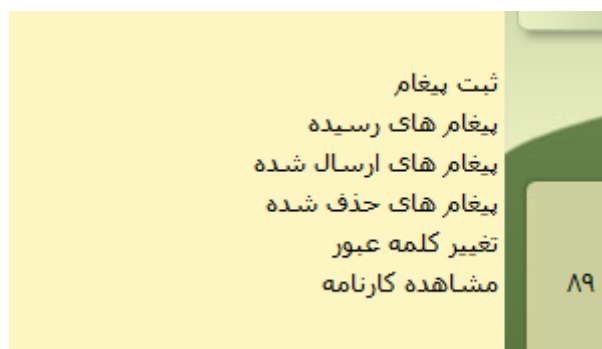 ثبت پیغام
پیغام های رسیده
پیغام های ارسال شده
پیغام های حذف شده
تغییر کلمه عبور
مشاهده کارنامه
۸۹